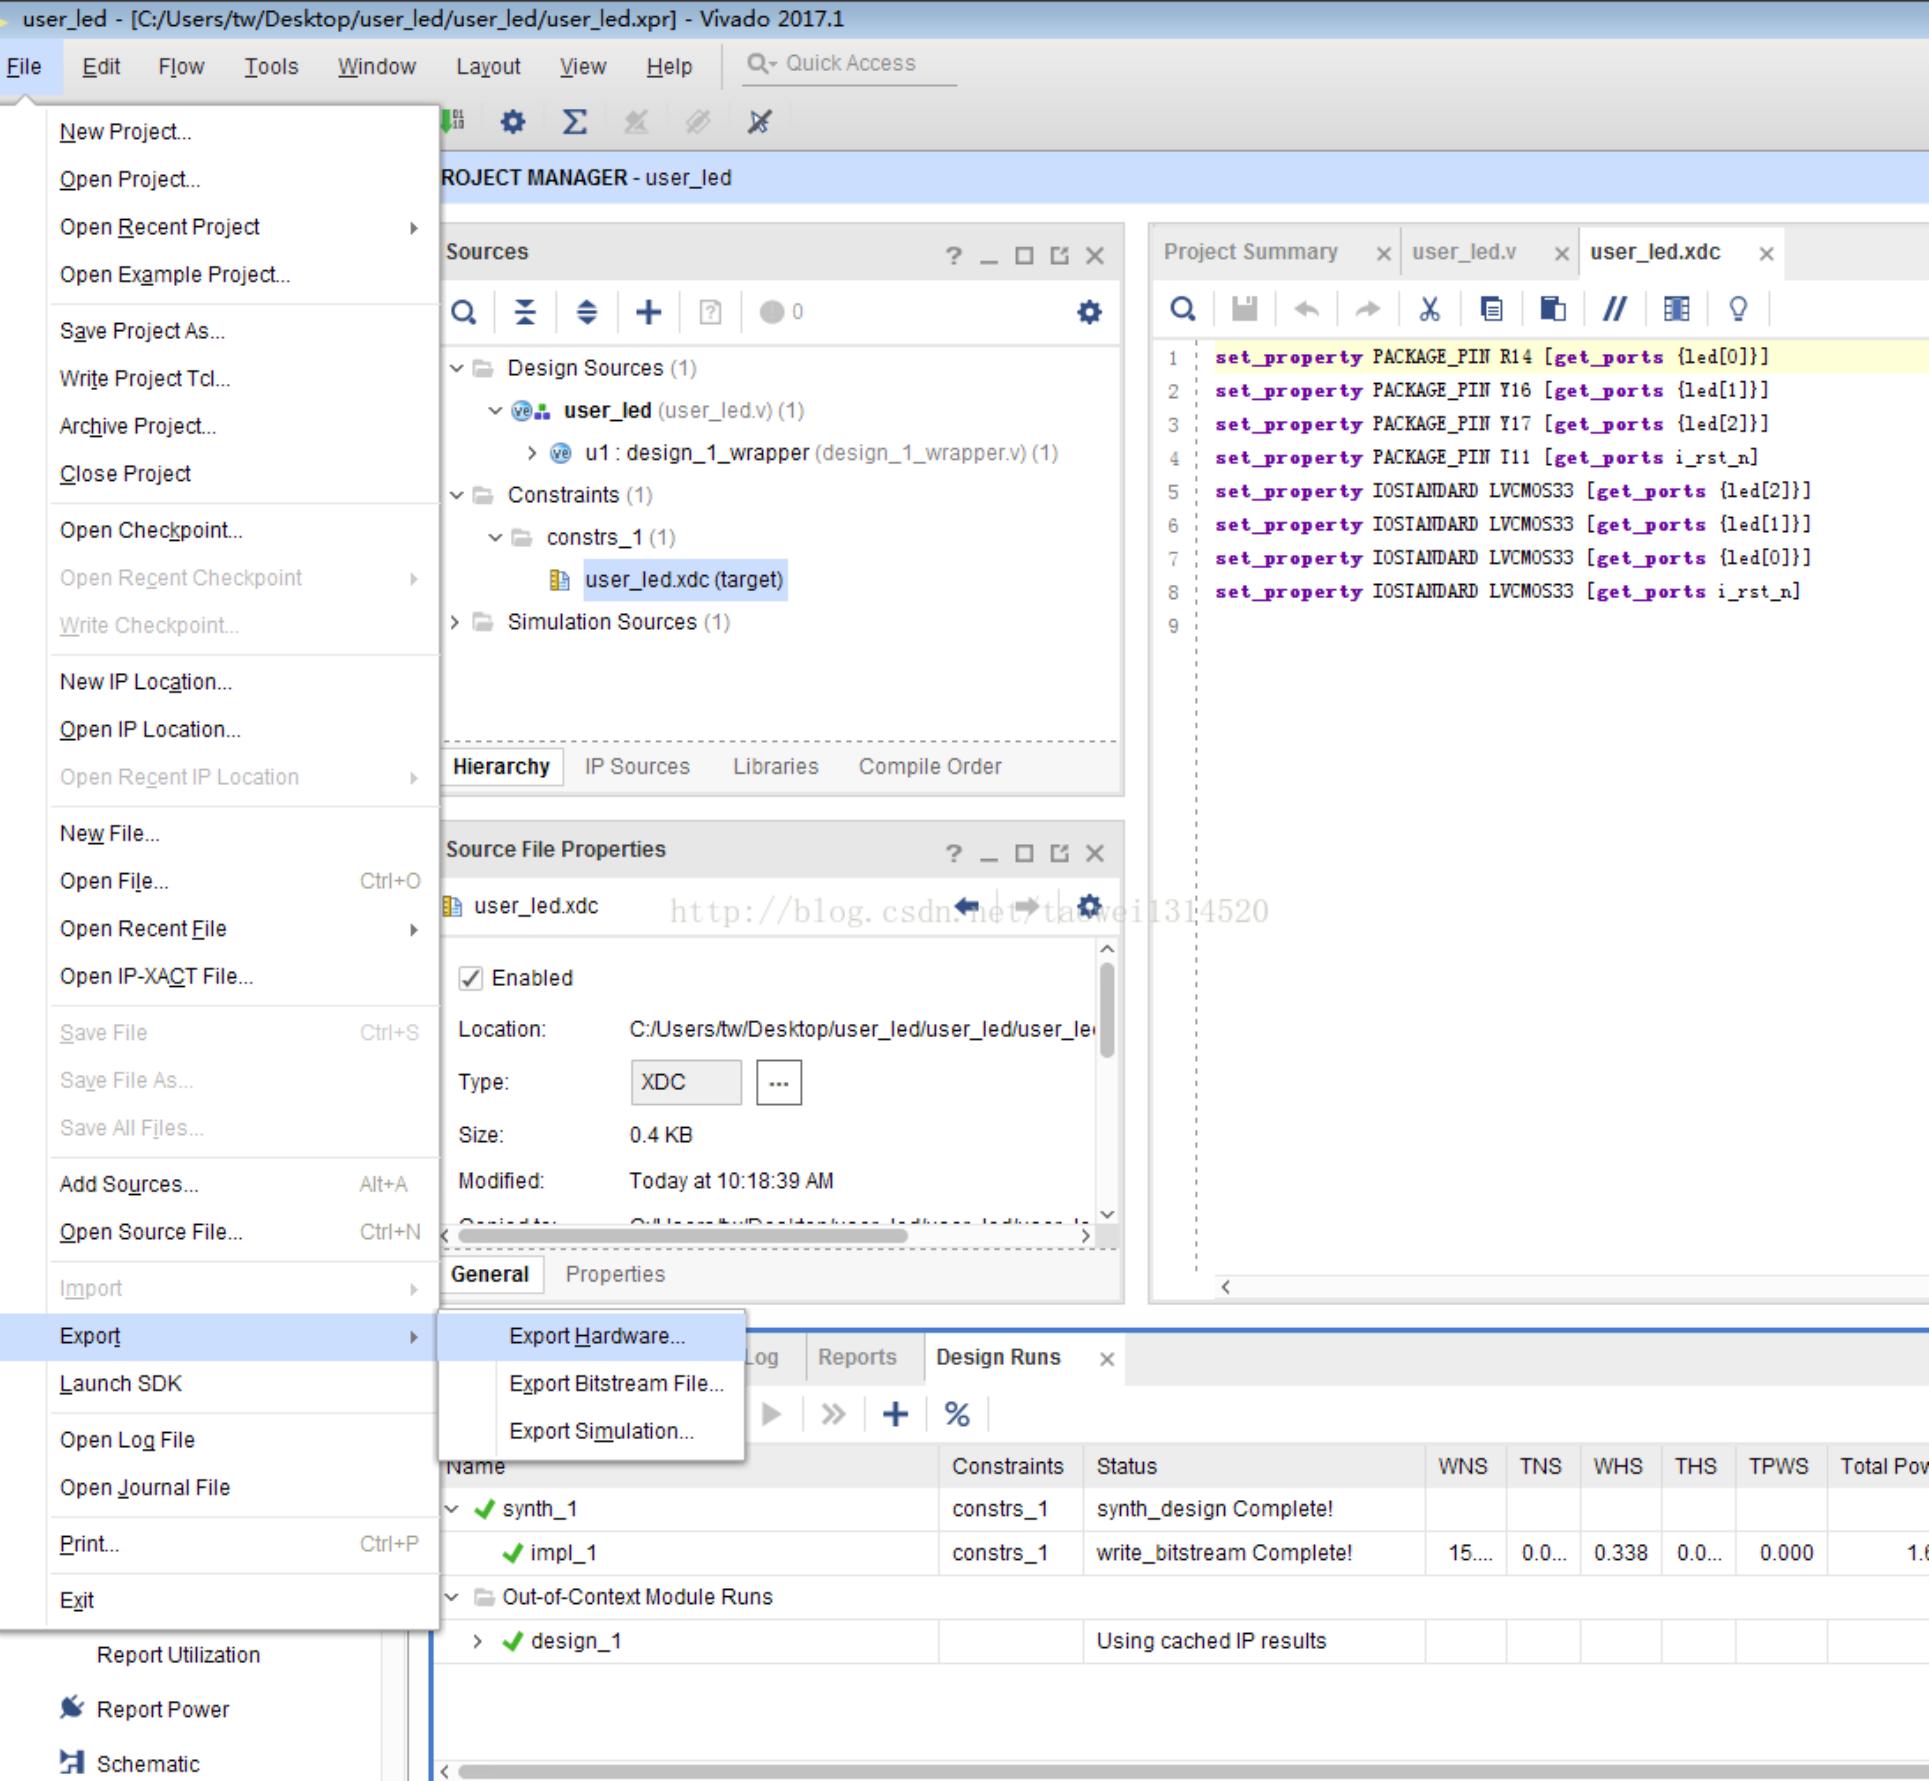 user_led - [C:/Users/tw/Desktop/user_led/user_led/user_led.xpr] - Vivado 2017.1
File Edit Flow Tools Window Layout View Help Quick Access
New Project...
Open Project...
Open Recent Project
Open Example Project...
Save Project As...
Write Project Tcl...
Archive Project...
Close Project
Open Checkpoint...
Open Recent Checkpoint
Write Checkpoint...
New IP Location...
Open IP Location...
Open Recent IP Location
New File...
Open File... Ctrl+O
Open Recent File
Open IP-XACT File...
Save File Ctrl+S
Save File As...
Save All Files...
Add Sources... Alt+A
Open Source File... Ctrl+N
Import
Export
Launch SDK
Open Log File
Open Journal File
Print... Ctrl+P
Exit
Report Utilization
Report Power
Schematic
Export Hardware...
Export Bitstream File...
Export Simulation...
ROJECT MANAGER - user_led
Sources
0
Design Sources (1)
user_led (user_led.v) (1)
u1 : design_1_wrapper (design_1_wrapper.v) (1)
Constraints (1)
constrs_1 (1)
user_led.xdc (target)
Simulation Sources (1)
Hierarchy IP Sources Libraries Compile Order
Source File Properties
user_led.xdc
http://blog.csdn.net/taowei1314520
Enabled
Location: C:/Users/tw/Desktop/user_led/user_led/user_le
Type: XDC ...
Size: 0.4 KB
Modified: Today at 10:18:39 AM
General Properties
Project Summary user_led.v user_led.xdc
1 set_property PACKAGE_PIN R14 [get_ports {led[0]}]
2 set_property PACKAGE_PIN Y16 [get_ports {led[1]}]
3 set_property PACKAGE_PIN Y17 [get_ports {led[2]}]
4 set_property PACKAGE_PIN T11 [get_ports i_rst_n]
5 set_property IOSTANDARD LVCMOS33 [get_ports {led[2]}]
6 set_property IOSTANDARD LVCMOS33 [get_ports {led[1]}]
7 set_property IOSTANDARD LVCMOS33 [get_ports {led[0]}]
8 set_property IOSTANDARD LVCMOS33 [get_ports i_rst_n]
9
Log Reports Design Runs
Name Constraints Status WNS TNS WHS THS TPWS Total Pow
synth_1 constrs_1 synth_design Complete!
impl_1 constrs_1 write_bitstream Complete! 15.... 0.0... 0.338 0.0... 0.000 1.6
Out-of-Context Module Runs
design_1 Using cached IP results